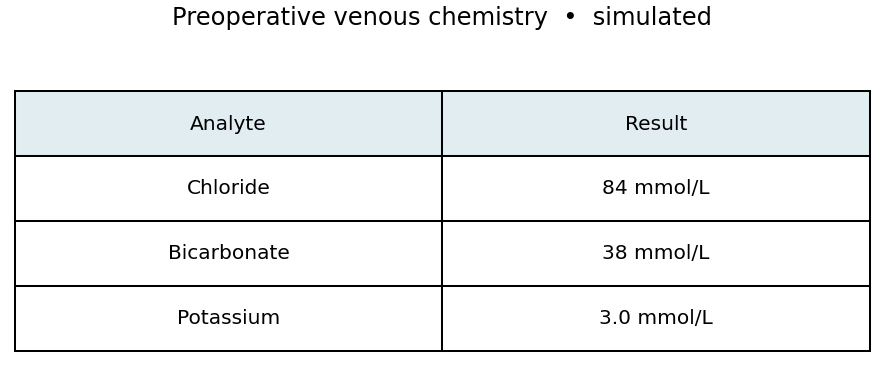 Preoperative venous chemistry • simulated
Analyte Result
Chloride 84 mmol/L
Bicarbonate 38 mmol/L
Potassium 3.0 mmol/L